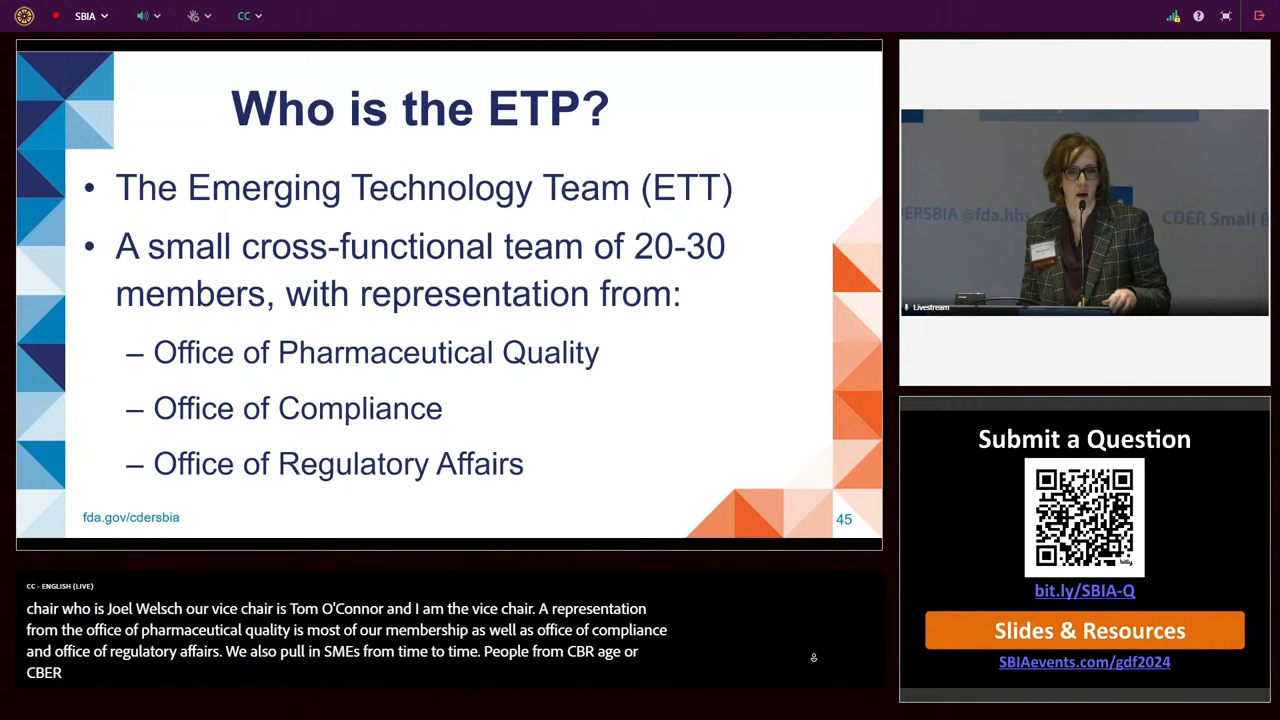 SBIA
CC
Who is the ETP?
• The Emerging Technology Team (ETT)
• A small cross-functional team of 20-30
members, with representation from:
– Office of Pharmaceutical Quality
– Office of Compliance
– Office of Regulatory Affairs
fda.gov/cdersbia
45
CC - ENGLISH (LIVE)
chair who is Joel Welsch our vice chair is Tom O'Connor and I am the vice chair. A representation
from the office of pharmaceutical quality is most of our membership as well as office of compliance
and office of regulatory affairs. We also pull in SMEs from time to time. People from CBR age or
CBER
DERSBIA @fda.hhs
CDER Small B
Livestream
Submit a Question
bitly
bit.ly/SBIA-Q
Slides & Resources
SBIAevents.com/gdf2024